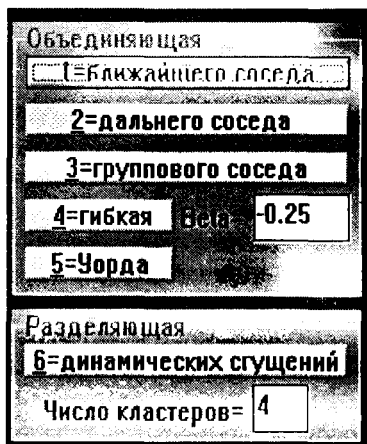 Объединяющая
1=ближайшего соседа
2=дальнего соседа
3=группового соседа
4=гибкая Beta= -0.25
5=Уорда
Разделяющая
6=динамических сгущений
Число кластеров= 4